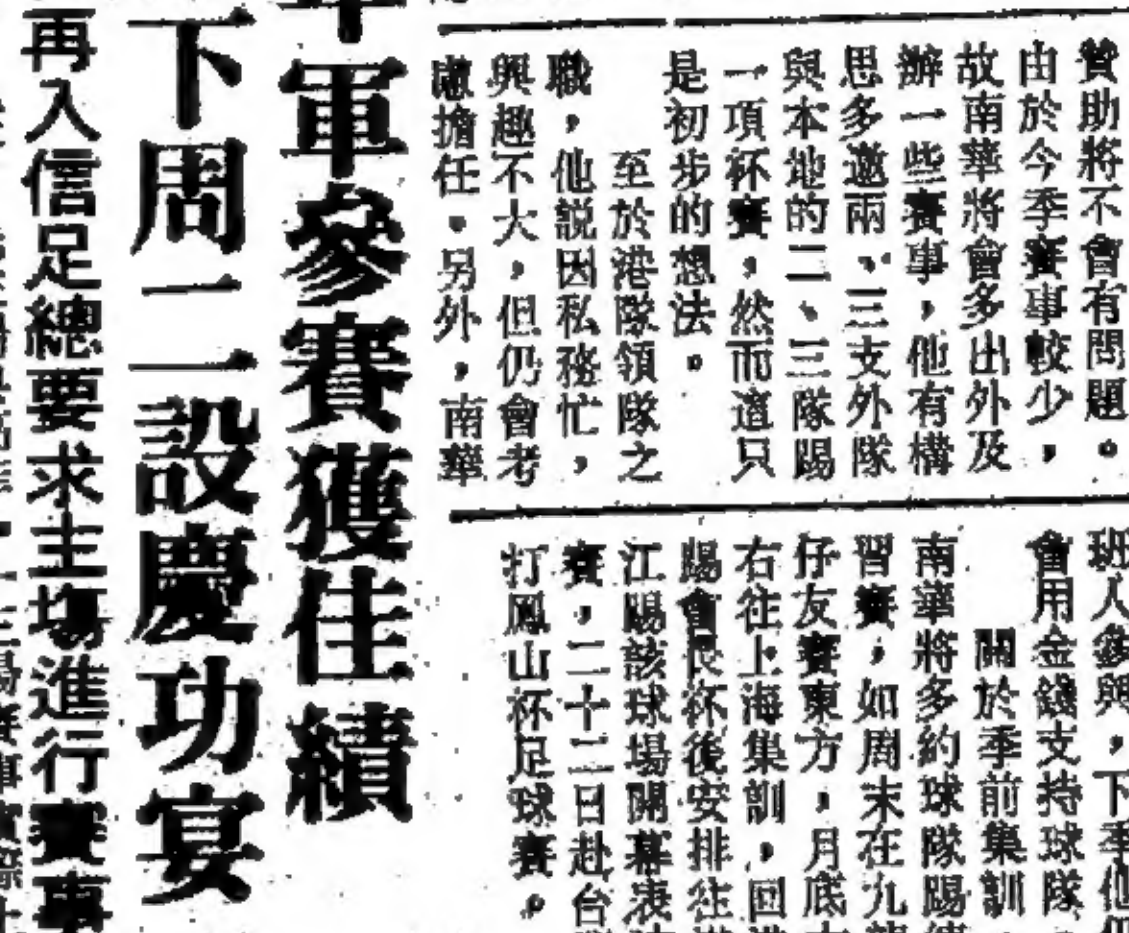 贊助將不會有問題。
由於今季賽事較少，
故南華將會多出外及
辦一些賽事，他有構
思多邀兩、三支外隊
與本地的二、三隊踢
一項杯賽，然而這只
是初步的想法。
至於港隊領隊之
職，他説因私務忙，
興趣不大，但仍會考
慮擔任。另外，南華
班人參與，下季他
會用金錢支持球隊。
關於季前集訓，
南華將多約球隊踢練
習賽，如周末在九龍
仔友賽東方，月底
右往上海集訓，回港
踢會長杯後安排往
江踢該球場開幕表
賽，二十二日赴台
打鳳山杯足球賽。
軍參賽獲佳績
下周二設慶功宴
再入信足總要求主場進行賽事